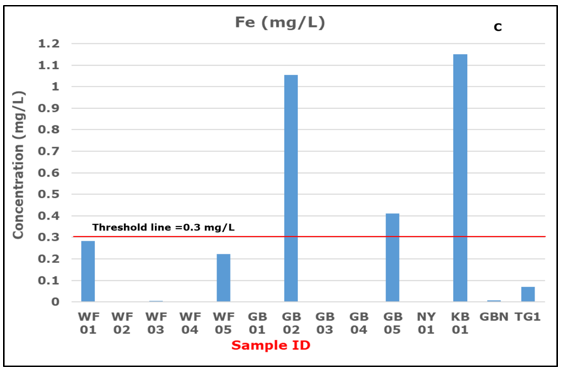 Fe (mg/L)
C
Concentration (mg/L)
1.2
1.1
1
0.9
0.8
0.7
0.6
0.5
0.4
0.3
0.2
0.1
0
Threshold line =0.3 mg/L
WF WF WF WF WF GB GB GB GB GB NY KB GBN TG1
01 02 03 04 05 01 02 03 04 05 01 01
Sample ID